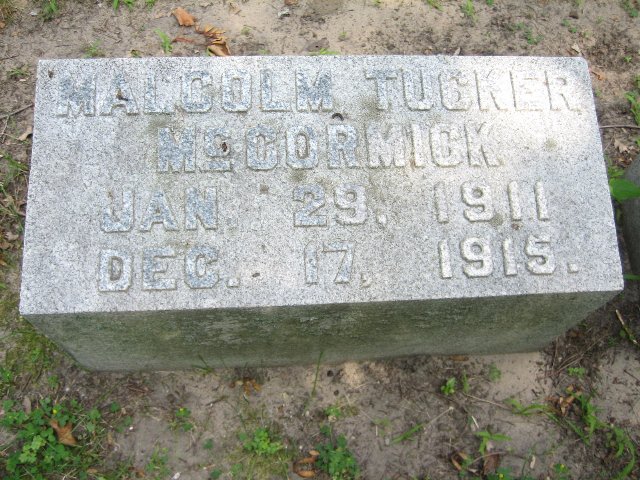 MALCOLM TUCKER
McCORMICK
JAN. 29. 1911
DEC. 17, 1915.